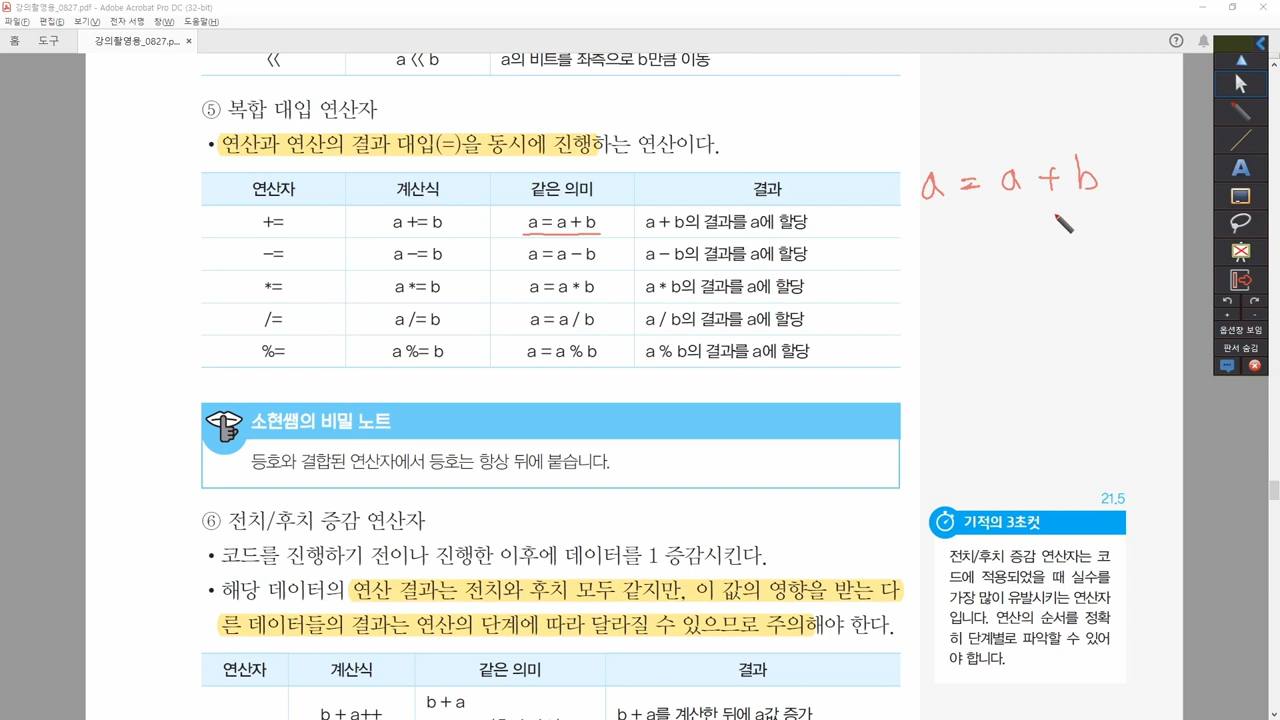 강의촬영용_0827.pdf - Adobe Acrobat Pro DC (32-bit)
파일(F) 편집(E) 보기(V) 전자 서명 창(W) 도움말(H)
홈 도구 강의촬영용_0827.p... ×
<< a << b a의 비트를 좌측으로 b만큼 이동
⑤ 복합 대입 연산자
• 연산과 연산의 결과 대입(=)을 동시에 진행하는 연산이다.
연산자 계산식 같은 의미 결과
+= a += b a = a + b a + b의 결과를 a에 할당
-= a -= b a = a - b a - b의 결과를 a에 할당
*= a *= b a = a * b a * b의 결과를 a에 할당
/= a /= b a = a / b a / b의 결과를 a에 할당
%= a %= b a = a % b a % b의 결과를 a에 할당
a = a + b
소현쌤의 비밀 노트
등호와 결합된 연산자에서 등호는 항상 뒤에 붙습니다.
⑥ 전치/후치 증감 연산자
• 코드를 진행하기 전이나 진행한 이후에 데이터를 1 증감시킨다.
• 해당 데이터의 연산 결과는 전치와 후치 모두 같지만, 이 값의 영향을 받는 다
른 데이터들의 결과는 연산의 단계에 따라 달라질 수 있으므로 주의해야 한다.
연산자 계산식 같은 의미 결과
b + a
b + a++ b + a를 계산한 뒤에 a값 증가
21.5
기적의 3초컷
전치/후치 증감 연산자는 코
드에 적용되었을 때 실수를
가장 많이 유발시키는 연산자
입니다. 연산의 순서를 정확
히 단계별로 파악할 수 있어
야 합니다.
A
+ -
옵션창 보임
판서 숨김